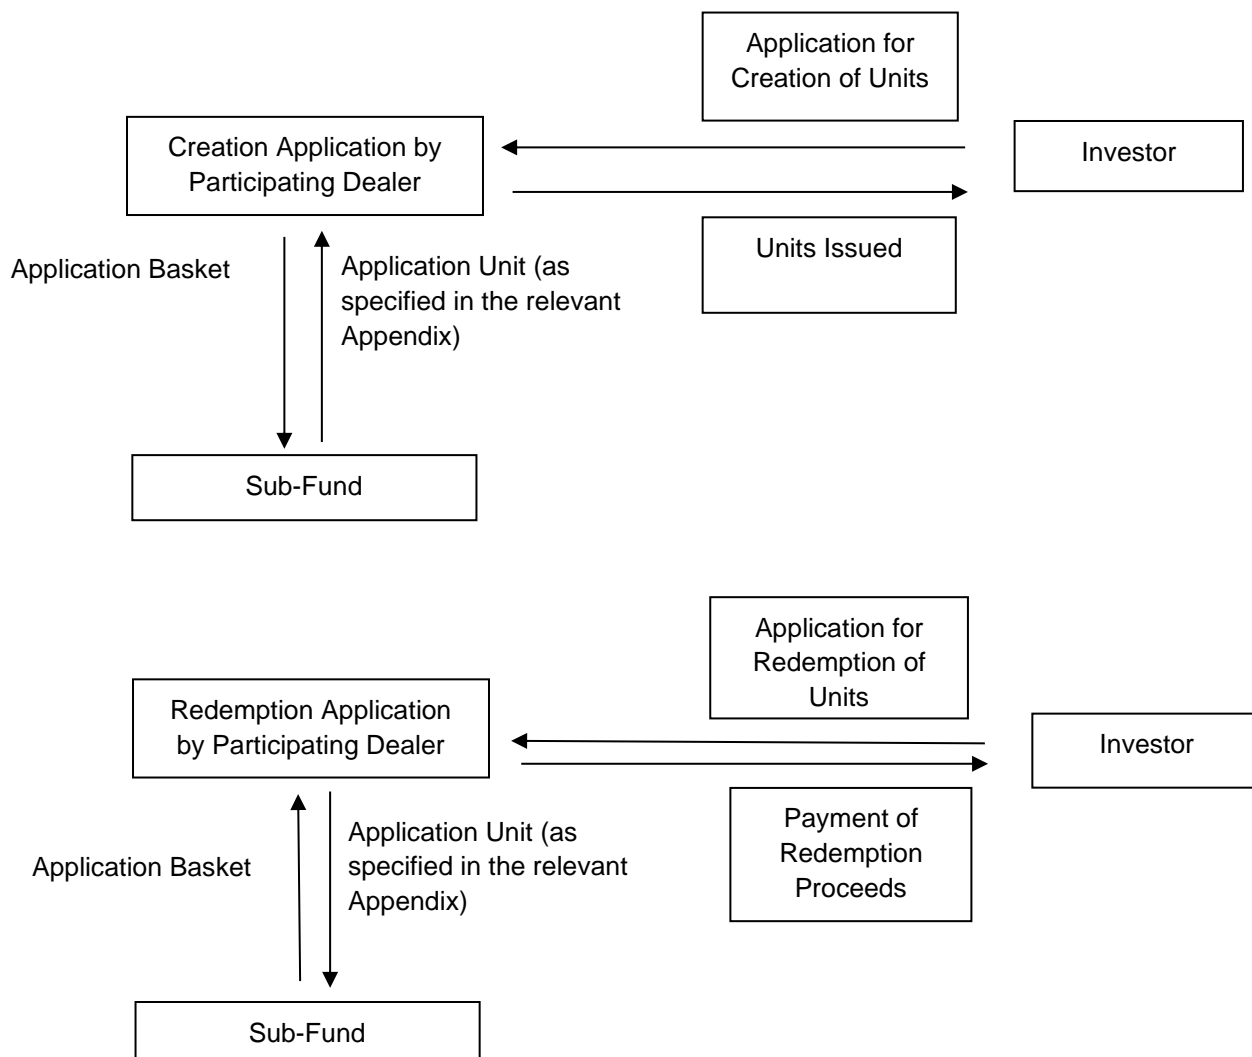 Application for
Creation of Units
Creation Application by
Participating Dealer
Investor
Units Issued
Application Basket
Application Unit (as
specified in the relevant
Appendix)
Sub-Fund
Application for
Redemption of
Units
Redemption Application
by Participating Dealer
Investor
Payment of
Redemption
Proceeds
Application Basket
Application Unit (as
specified in the relevant
Appendix)
Sub-Fund